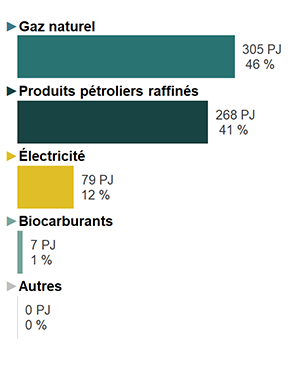 Gaz naturel
305 PJ
46 %
Produits pétroliers raffinés
268 PJ
41 %
Électricité
79 PJ
12 %
Biocarburants
7 PJ
1 %
Autres
0 PJ
0 %